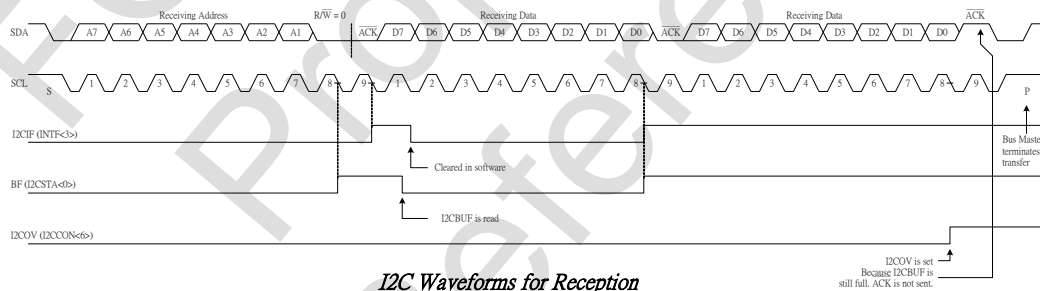 Receiving Address R/W = 0 Receiving Data Receiving Data ACK
SDA A7 A6 A5 A4 A3 A2 A1 ACK D7 D6 D5 D4 D3 D2 D1 D0 ACK D7 D6 D5 D4 D3 D2 D1 D0
SCL S 1 2 3 4 5 6 7 8 9 1 2 3 4 5 6 7 8 9 1 2 3 4 5 6 7 8 9 P
I2CIF (INTF<3>)
Cleared in software
Bus Maste
terminates
transfer
BF (I2CSTA<0>)
I2CBUF is read
I2COV (I2CCON<6>)
I2COV is set
Because I2CBUF is
still full. ACK is not sent.
I2C Waveforms for Reception